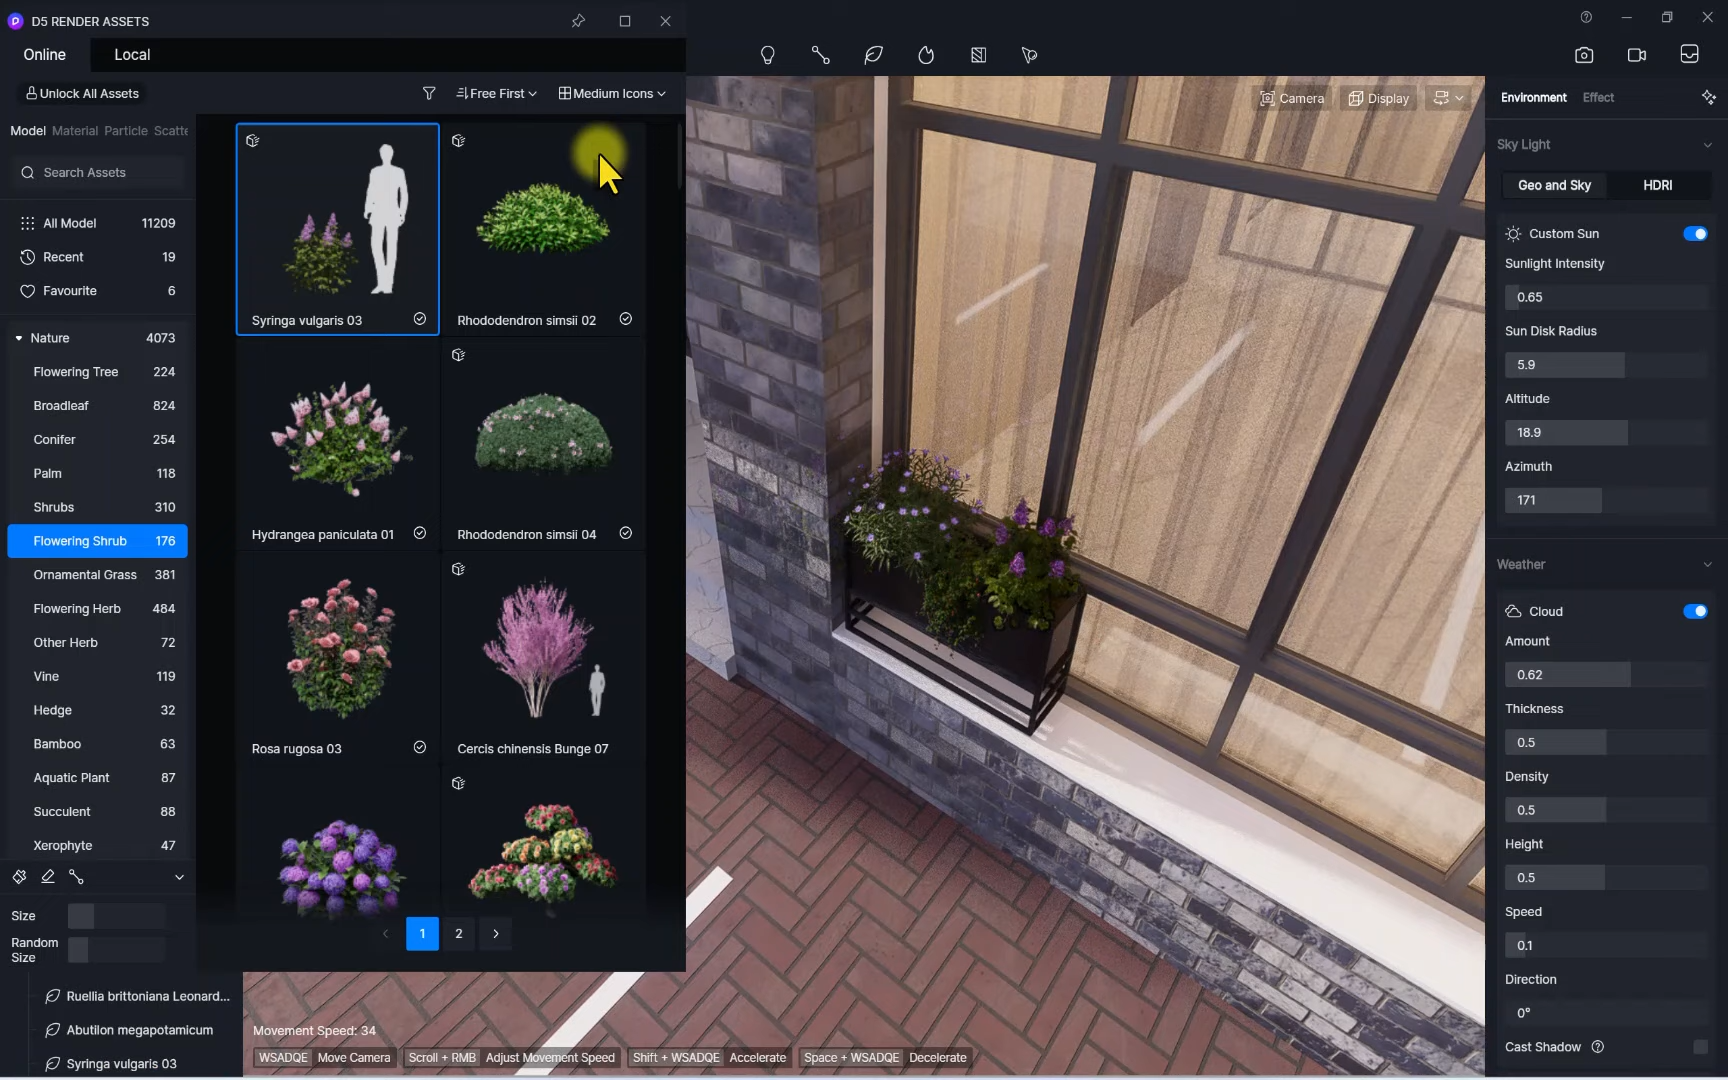 D5 RENDER ASSETS
Online Local
Unlock All Assets Free First Medium Icons
Model Material Particle Scatte
Search Assets
All Model 11209
Recent 19
Favourite 6
Nature 4073
Flowering Tree 224
Broadleaf 824
Conifer 254
Palm 118
Shrubs 310
Flowering Shrub 176
Ornamental Grass 381
Flowering Herb 484
Other Herb 72
Vine 119
Hedge 32
Bamboo 63
Aquatic Plant 87
Succulent 88
Xerophyte 47
Size
Random
Size
Ruellia brittoniana Leonard...
Abutilon megapotamicum
Syringa vulgaris 03
Syringa vulgaris 03 Rhododendron simsii 02
Hydrangea paniculata 01 Rhododendron simsii 04
Rosa rugosa 03 Cercis chinensis Bunge 07
1 2
Movement Speed: 34
WSADQE Move Camera Scroll + RMB Adjust Movement Speed Shift + WSADQE Accelerate Space + WSADQE Decelerate
Camera Display
Environment Effect
Sky Light
Geo and Sky HDRI
Custom Sun
Sunlight Intensity
0.65
Sun Disk Radius
5.9
Altitude
18.9
Azimuth
171
Weather
Cloud
Amount
0.62
Thickness
0.5
Density
0.5
Height
0.5
Speed
0.1
Direction
0°
Cast Shadow